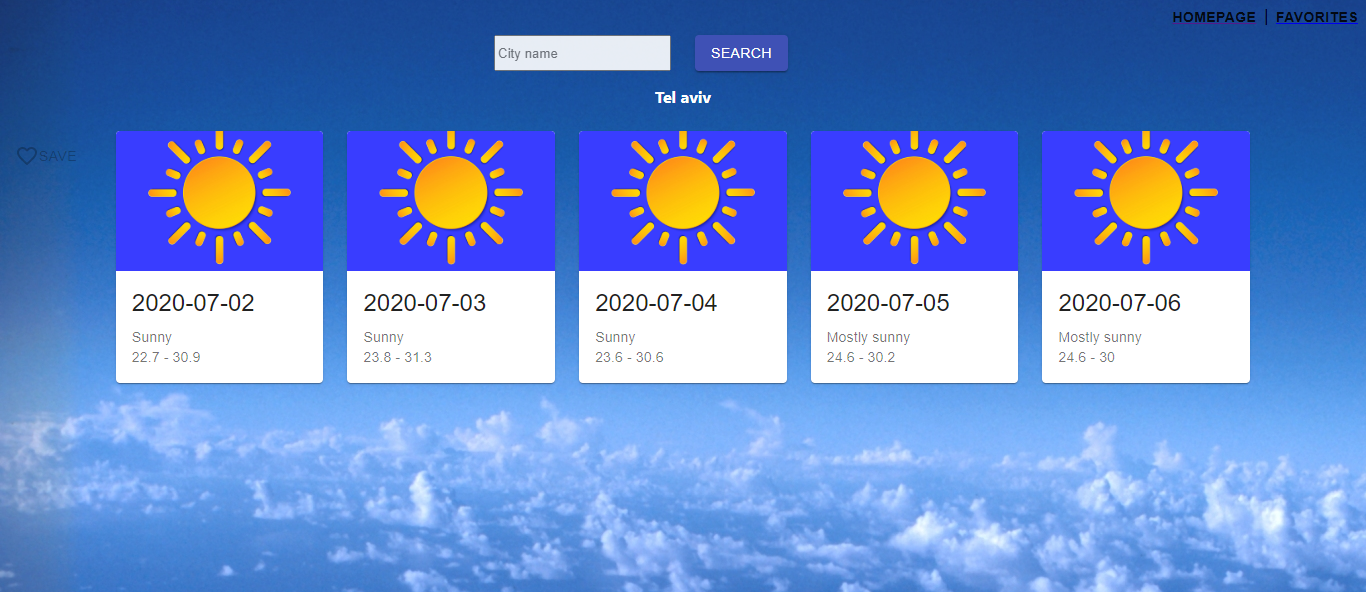 HOMEPAGE | FAVORITES
City name
SEARCH
Tel aviv
SAVE
2020-07-02
Sunny
22.7 - 30.9
2020-07-03
Sunny
23.8 - 31.3
2020-07-04
Sunny
23.6 - 30.6
2020-07-05
Mostly sunny
24.6 - 30.2
2020-07-06
Mostly sunny
24.6 - 30